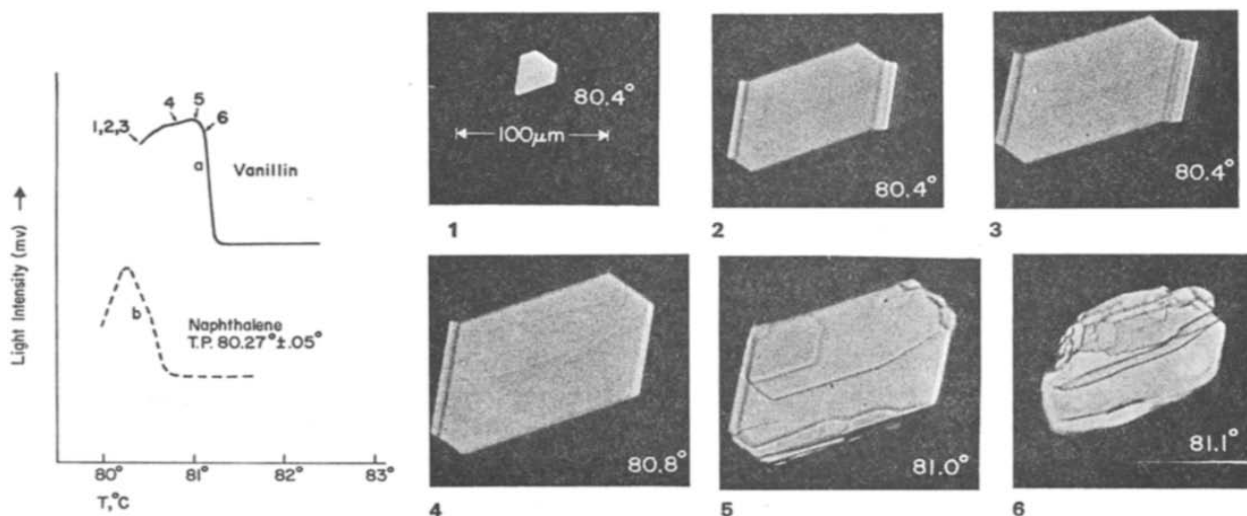 4
5
6
1,2,3
a
Vanillin
b
Naphthalene
T.P. 80.27°±.05°
Light Intensity (mv)
80° 81° 82° 83°
T,°C
80.4°
100μm
1
80.4°
2
80.4°
3
80.8°
4
81.0°
5
81.1°
6